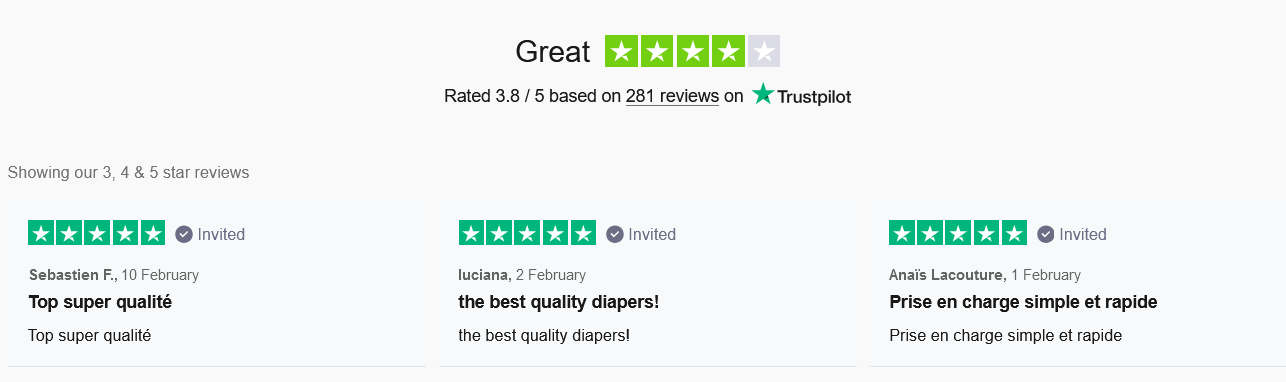 Great
Rated 3.8 / 5 based on 281 reviews on Trustpilot
Showing our 3, 4 & 5 star reviews
Invited
Sebastien F., 10 February
Top super qualité
Top super qualité
Invited
luciana, 2 February
the best quality diapers!
the best quality diapers!
Invited
Anaïs Lacouture, 1 February
Prise en charge simple et rapide
Prise en charge simple et rapide